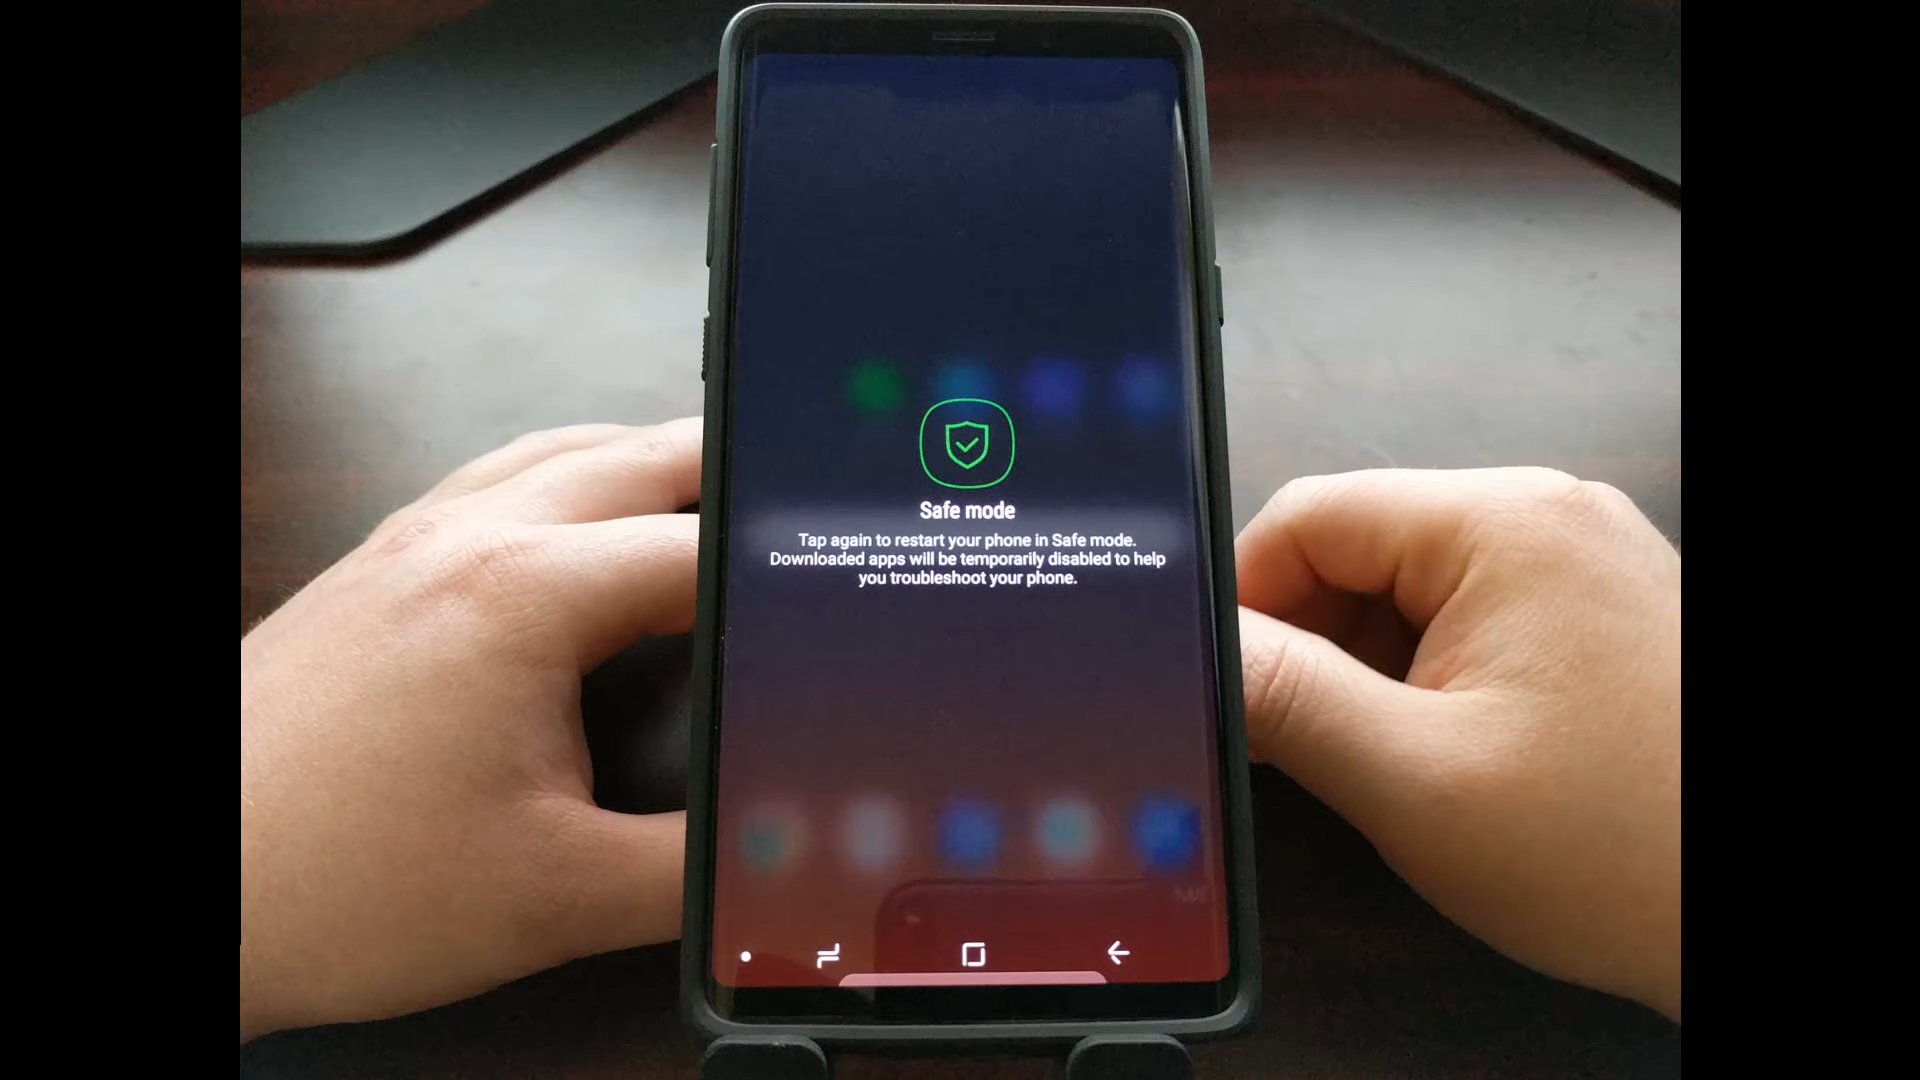 Safe mode
Tap again to restart your phone in Safe mode.
Downloaded apps will be temporarily disabled to help
you troubleshoot your phone.